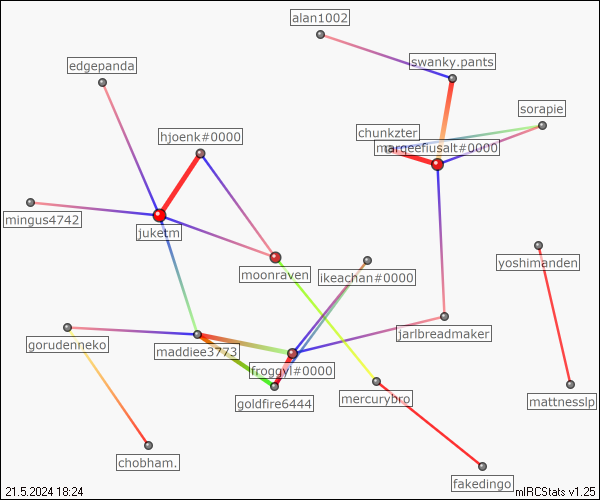 alan1002
swanky.pants
edgepanda
sorapie
chunkzter
hjoenk#0000
marqeefiusalt#0000
mingus4742
juketm
yoshimanden
moonraven
ikeachan#0000
jarlbreadmaker
gorudenneko
maddiee3773
froggyl#0000
mattnesslp
mercurybro
goldfire6444
chobham.
fakedingo
21.5.2024 18:24
mIRCStats v1.25